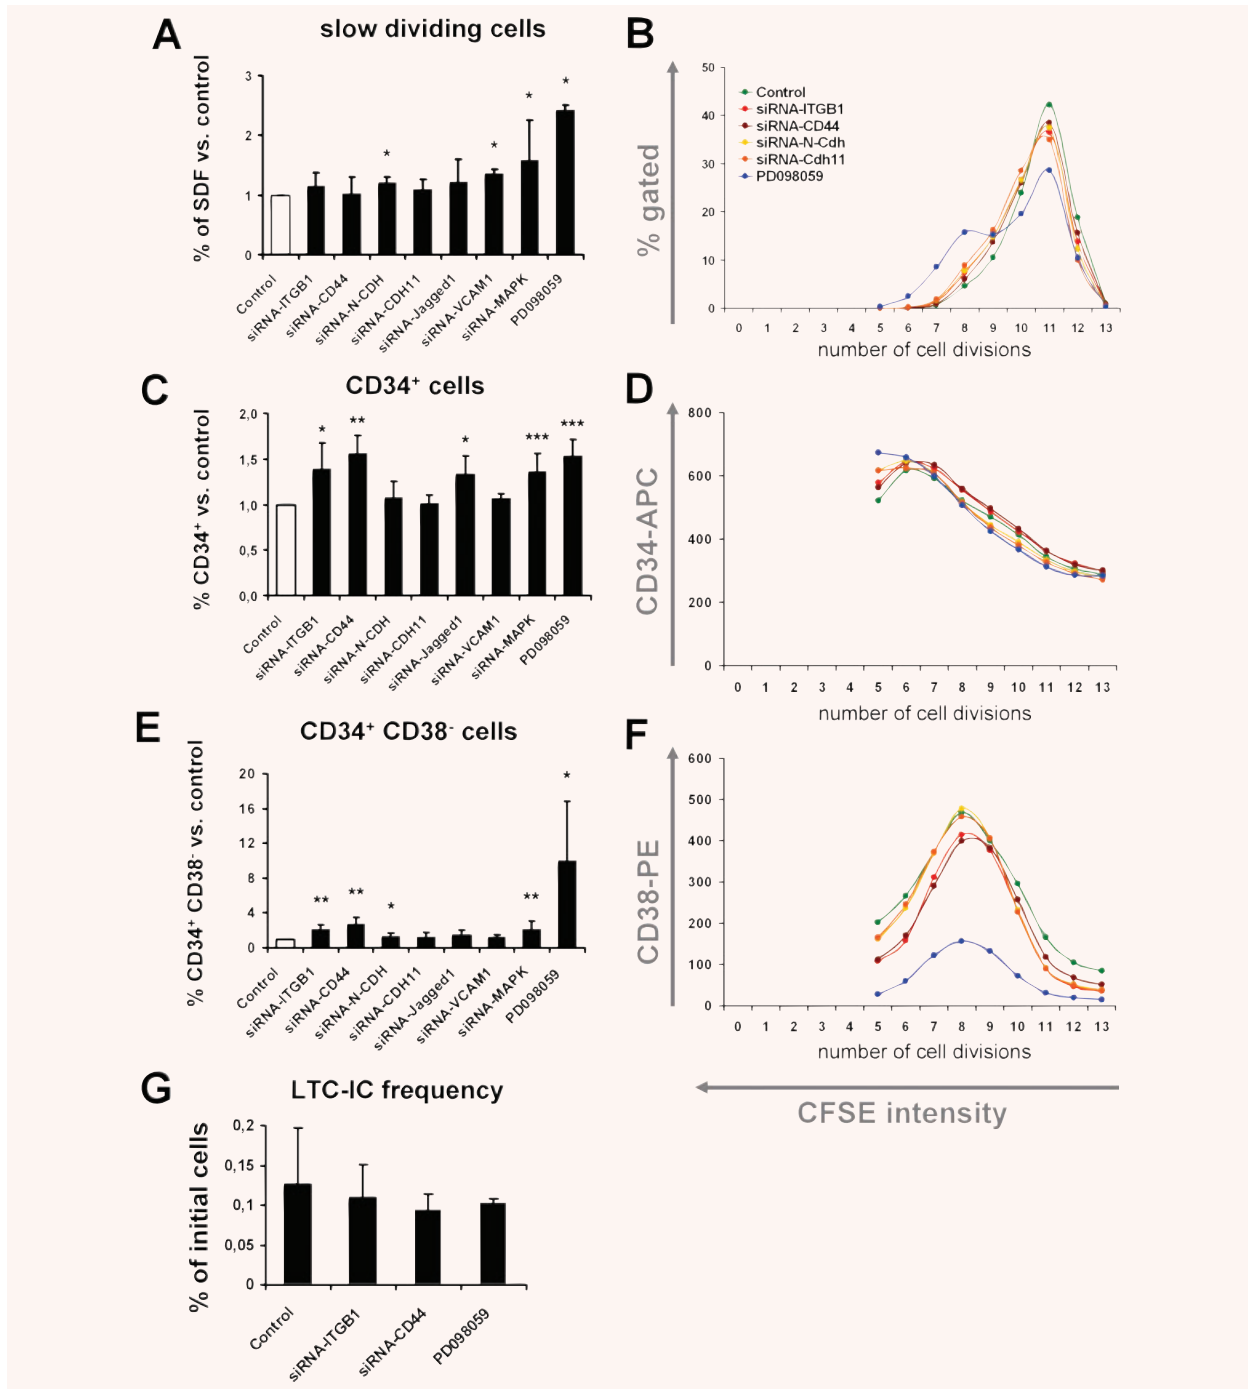 A
slow dividing cells
% of SDF vs. control
3
2
1
0
*
*
*
*
Control
siRNA-ITGB1
siRNA-CD44
siRNA-N-CDH
siRNA-CDH11
siRNA-Jagged1
siRNA-VCAM1
siRNA-MAPK
PD098059
B
% gated
50
40
30
20
10
0
Control
siRNA-ITGB1
siRNA-CD44
siRNA-N-Cdh
siRNA-Cdh11
PD098059
0 1 2 3 4 5 6 7 8 9 10 11 12 13
number of cell divisions
C
CD34+ cells
% CD34+ vs. control
2,0
1,5
1,0
0,5
0,0
*
**
*
***
***
Control
siRNA-ITGB1
siRNA-CD44
siRNA-N-CDH
siRNA-CDH11
siRNA-Jagged1
siRNA-VCAM1
siRNA-MAPK
PD098059
D
CD34-APC
800
600
400
200
0
0 1 2 3 4 5 6 7 8 9 10 11 12 13
number of cell divisions
E
CD34+ CD38- cells
% CD34+ CD38- vs. control
20
16
12
8
4
0
**
**
*
**
*
Control
siRNA-ITGB1
siRNA-CD44
siRNA-N-CDH
siRNA-CDH11
siRNA-Jagged1
siRNA-VCAM1
siRNA-MAPK
PD098059
F
CD38-PE
600
500
400
300
200
100
0
0 1 2 3 4 5 6 7 8 9 10 11 12 13
number of cell divisions
CFSE intensity
G
LTC-IC frequency
% of initial cells
0,2
0,15
0,1
0,05
0
Control
siRNA-ITGB1
siRNA-CD44
PD098059